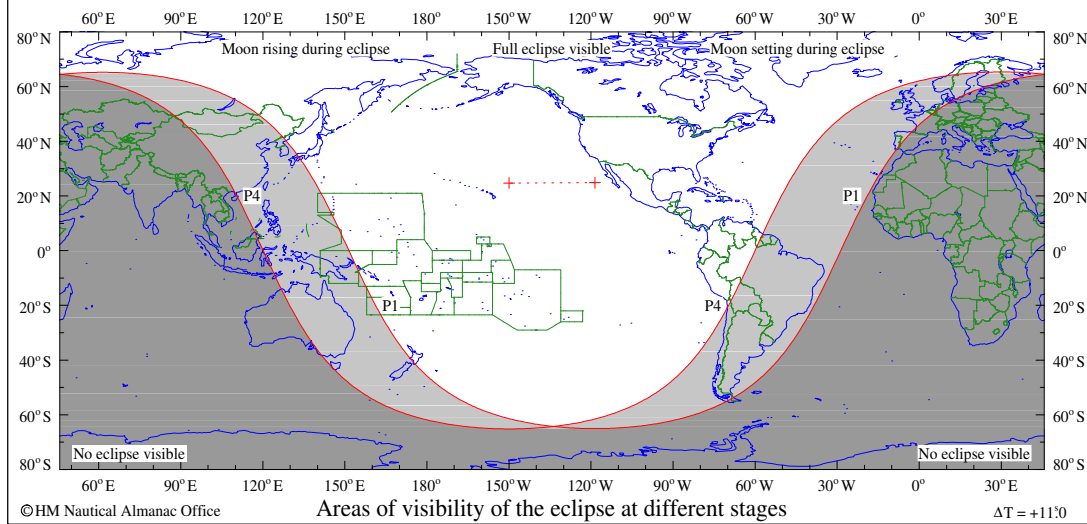 80° N 80° N
Moon rising during eclipse Full eclipse visible Moon setting during eclipse
60° N 60° N
40° N 40° N
20° N P4 P1 20° N
0° 0°
20° S P1 P4 20° S
40° S 40° S
60° S 60° S
No eclipse visible No eclipse visible
80° S 80° S
60° E 90° E 120° E 150° E 180° 150° W 120° W 90° W 60° W 30° W 0° 30° E
60° E 90° E 120° E 150° E 180° 150° W 120° W 90° W 60° W 30° W 0° 30° E
© HM Nautical Almanac Office Areas of visibility of the eclipse at different stages ΔT = +11ˢ.0